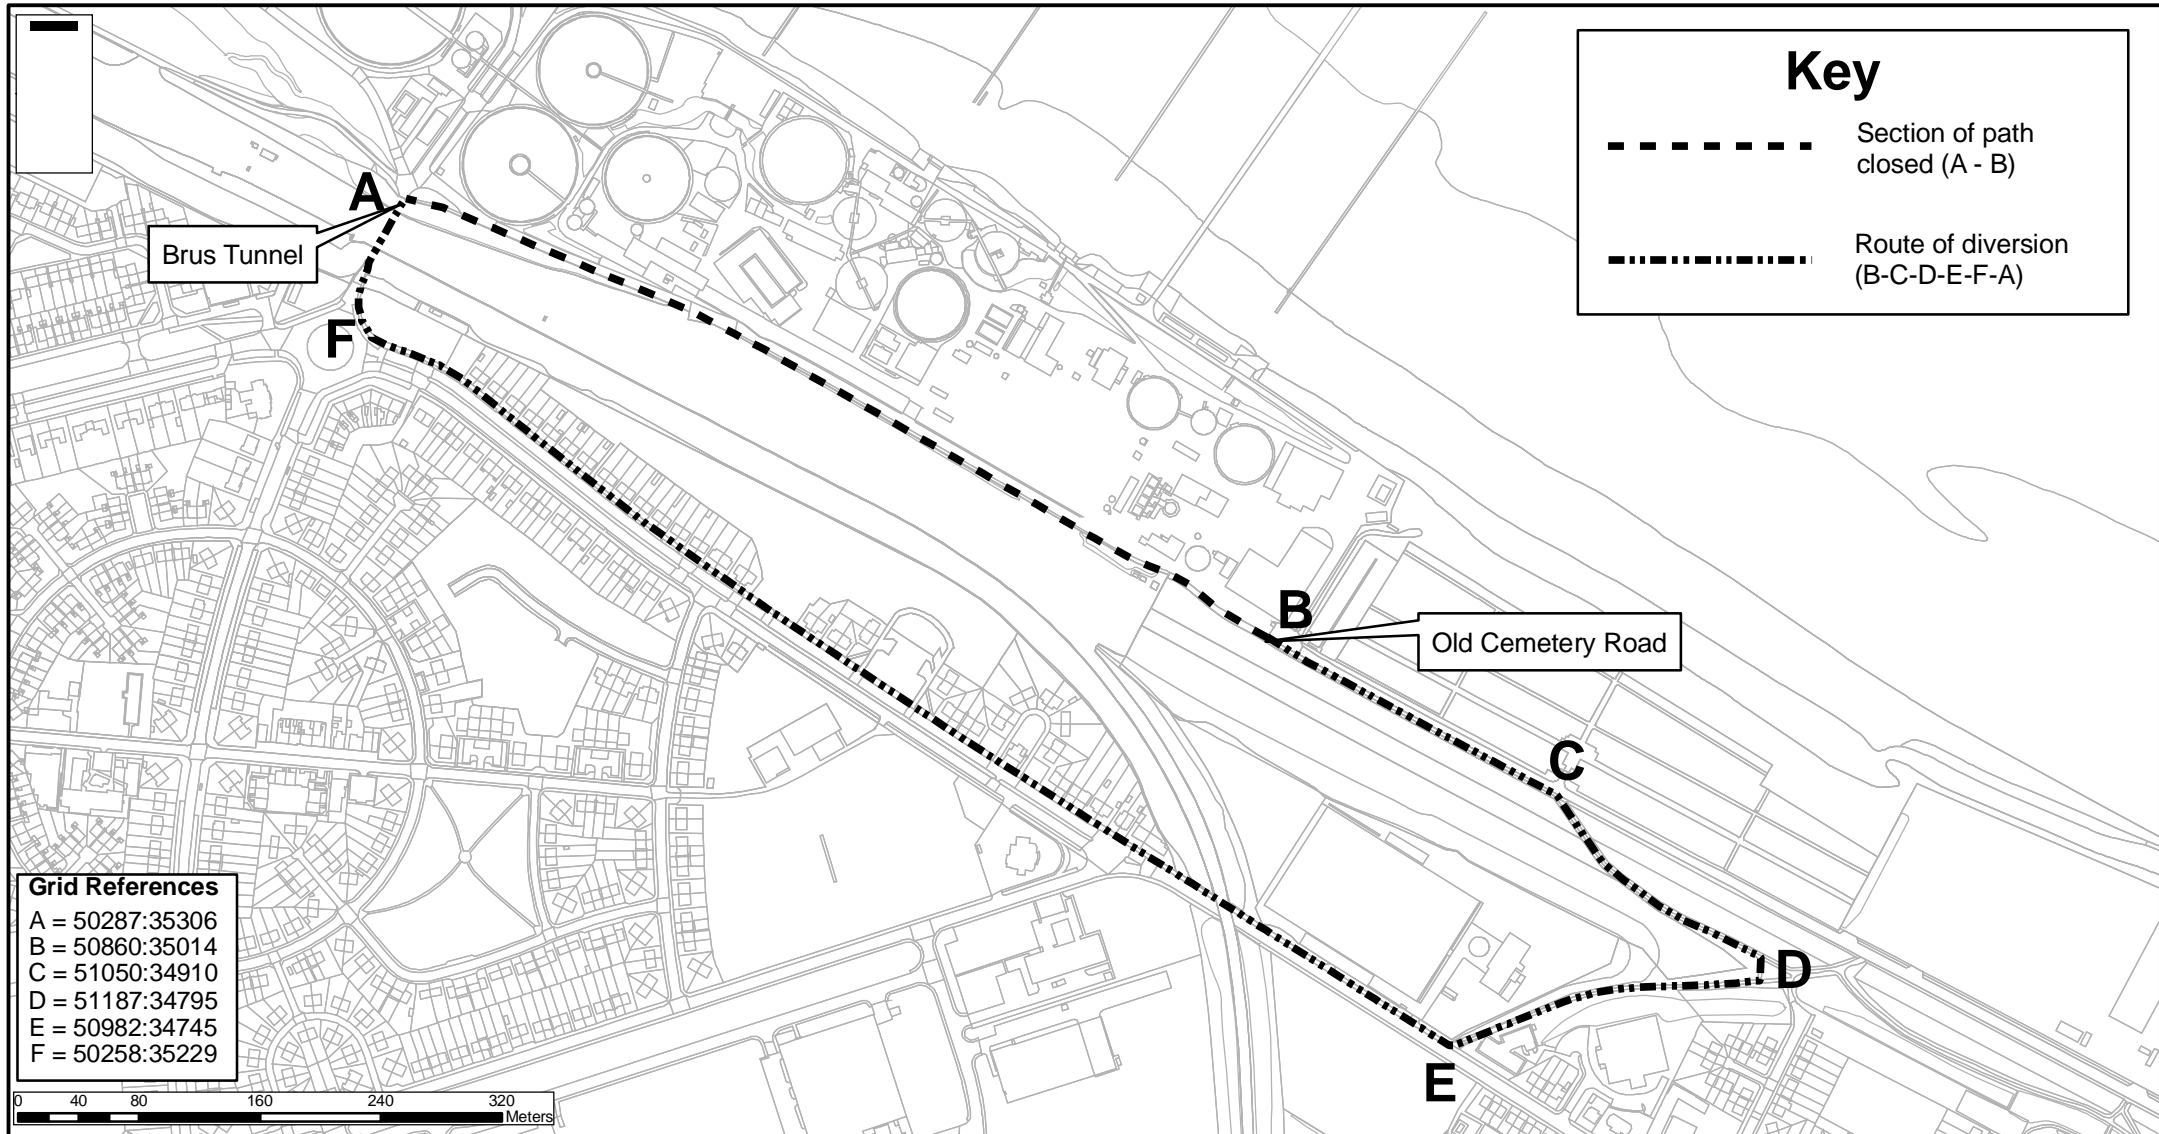 Key
Section of path
closed (A - B)
Route of diversion
(B-C-D-E-F-A)
A
Brus Tunnel
F
B
Old Cemetery Road
C
D
E
Grid References
A = 50287:35306
B = 50860:35014
C = 51050:34910
D = 51187:34795
E = 50982:34745
F = 50258:35229
0 40 80 160 240 320
Meters